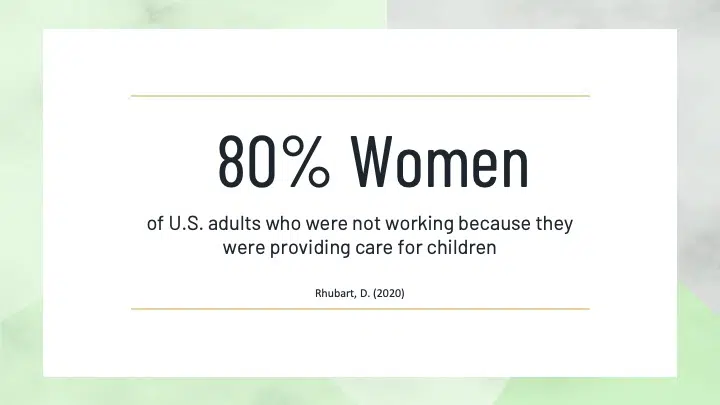 80% Women
of U.S. adults who were not working because they
were providing care for children
Rhubart, D. (2020)